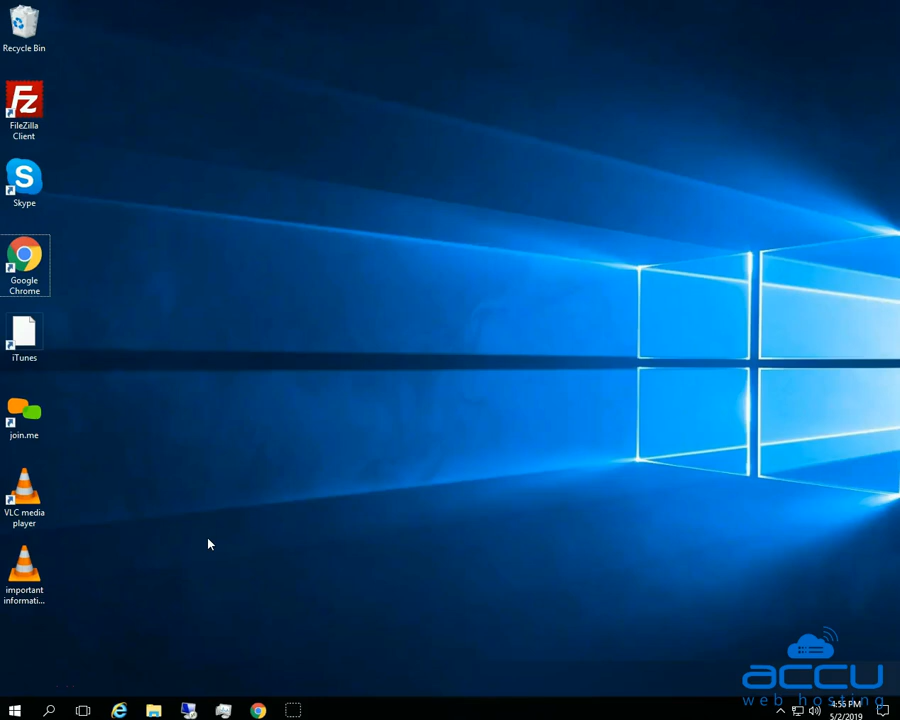 Recycle Bin
FileZilla
Client
Skype
Google
Chrome
iTunes
join.me
VLC media
player
important
informati...
accu
web hosting
4:56 PM
5/2/2019